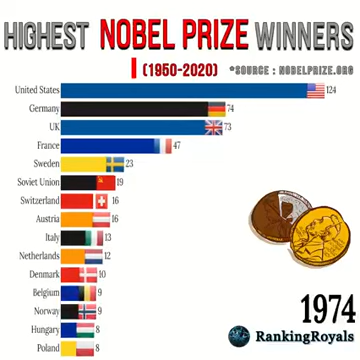 HIGHEST NOBEL PRIZE WINNERS
(1950-2020) *SOURCE : NOBELPRIZE.ORG
United States 124
Germany 74
UK 73
France 47
Sweden 23
Soviet Union 19
Switzerland 16
Austria 16
Italy 13
Netherlands 12
Denmark 10
Belgium 9
Norway 9
Hungary 8
Poland 8
1974
RankingRoyals